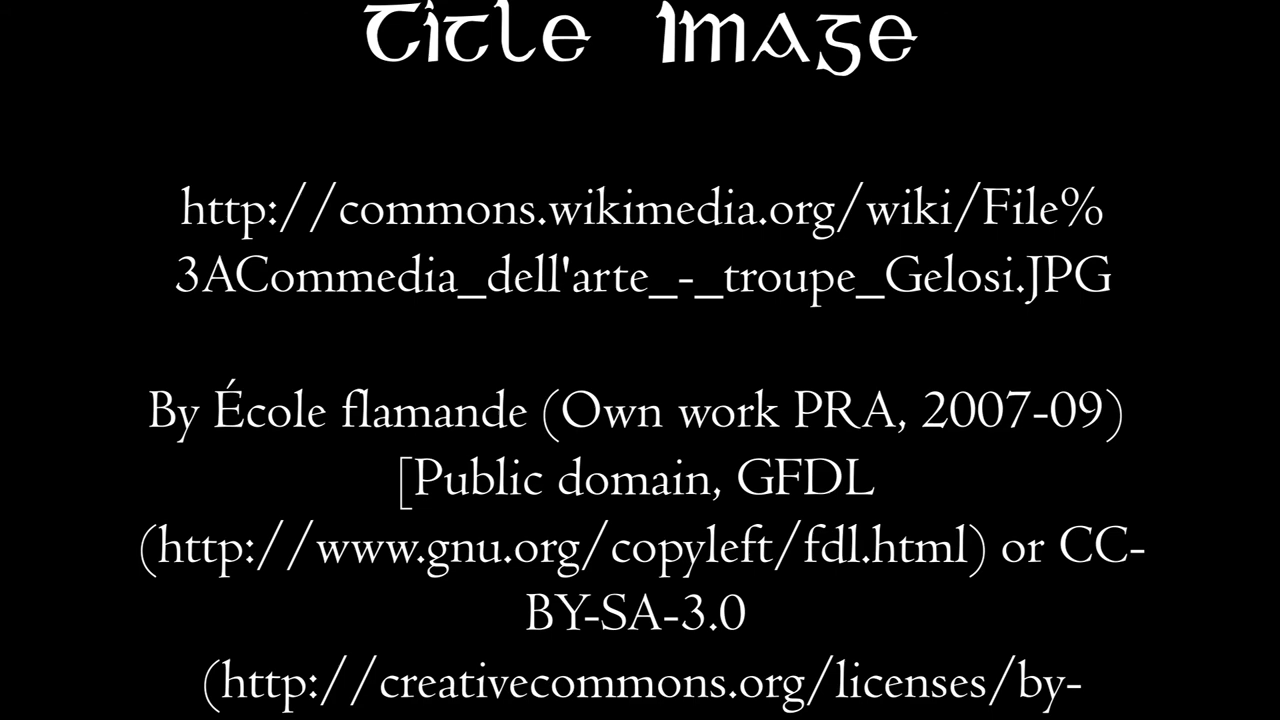 Title Image
http://commons.wikimedia.org/wiki/File%
3ACommedia_dell'arte_-_troupe_Gelosi.JPG
By École flamande (Own work PRA, 2007-09)
[Public domain, GFDL
(http://www.gnu.org/copyleft/fdl.html) or CC-
BY-SA-3.0
(http://creativecommons.org/licenses/by-